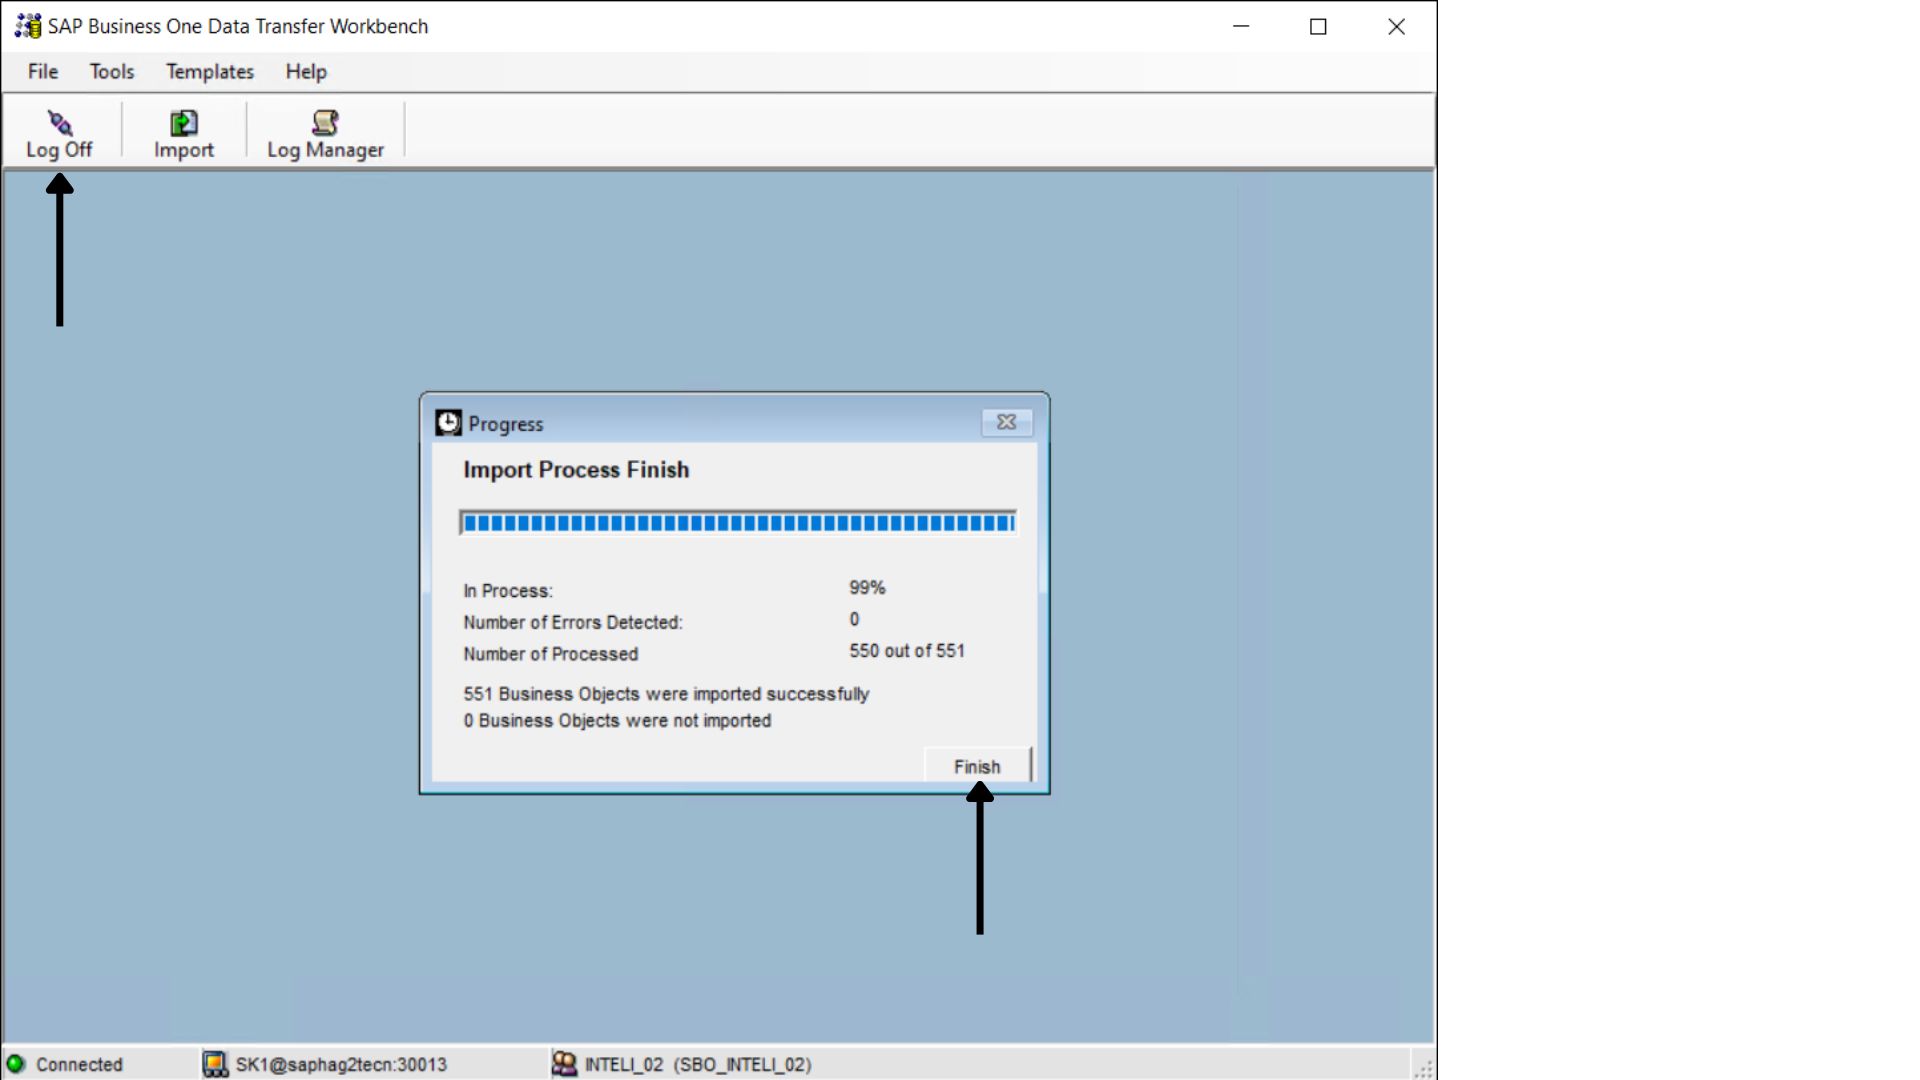 SAP Business One Data Transfer Workbench
File Tools Templates Help
Log Off Import Log Manager
Progress
Import Process Finish
In Process: 99%
Number of Errors Detected: 0
Number of Processed 550 out of 551
551 Business Objects were imported successfully
0 Business Objects were not imported
Finish
Connected SK1@saphag2tecn:30013 INTELI_02 (SBO_INTELI_02)